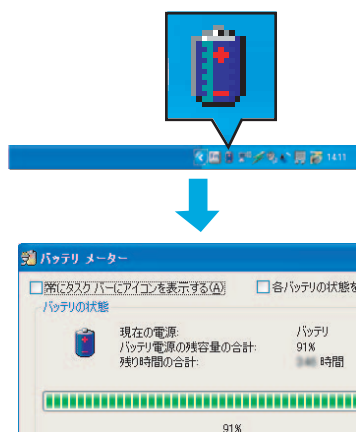 14:11
バッテリ メーター
常にタスク バーにアイコンを表示する(A)
各バッテリの状態を
バッテリの状態
現在の電源: バッテリ
バッテリ電源の残容量の合計: 91%
残り時間の合計: 時間
91%